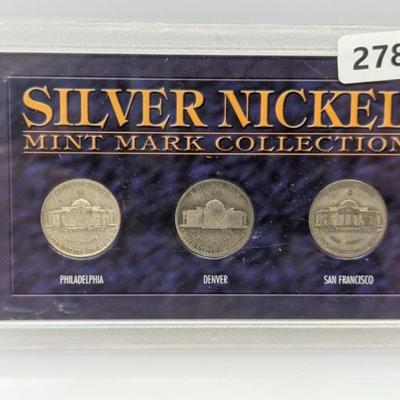 278
SILVER NICKEL
MINT MARK COLLECTION
PHILADELPHIA
DENVER
SAN FRANCISCO